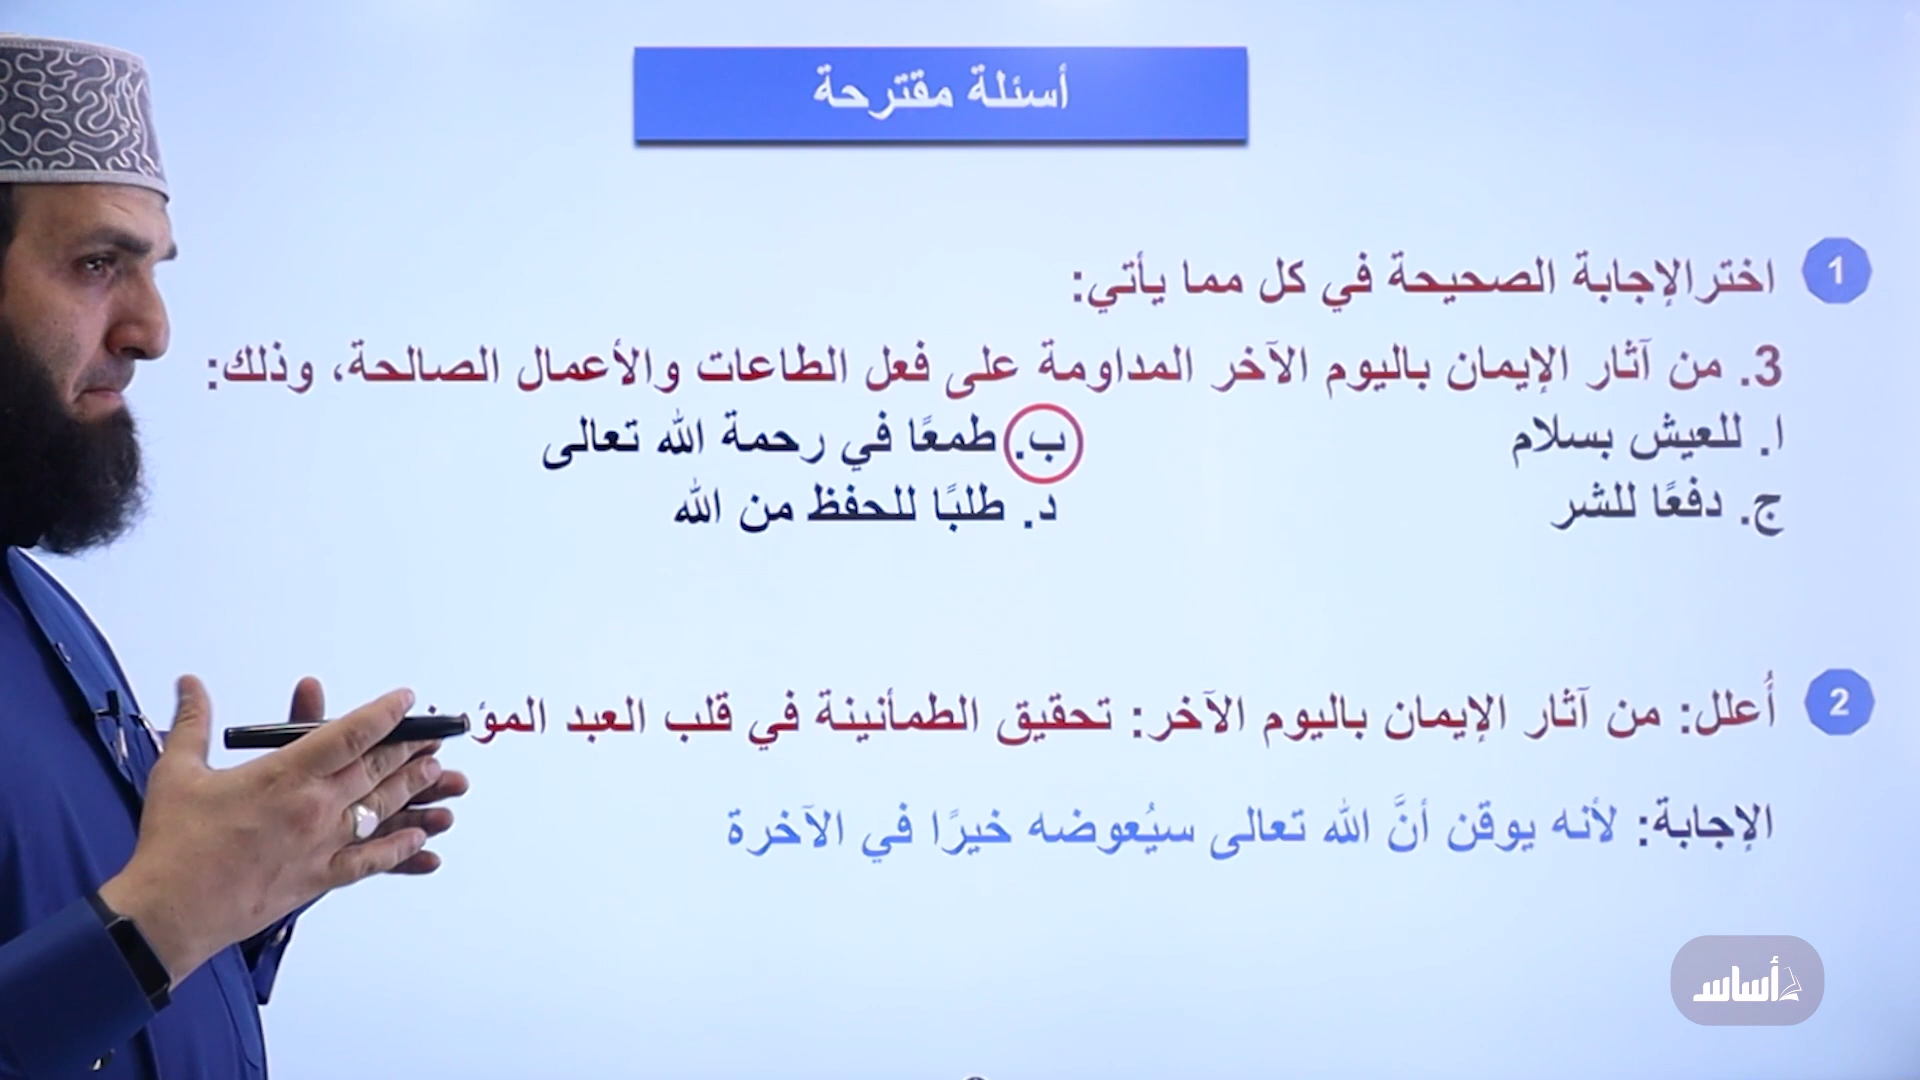 أسئلة مقترحة
1 اخترالإجابة الصحيحة في كل مما يأتي:
3. من آثار الإيمان باليوم الآخر المداومة على فعل الطاعات والأعمال الصالحة، وذلك:
ا. للعيش بسلام ب. طمعًا في رحمة الله تعالى
ج. دفعًا للشر د. طلبًا للحفظ من الله
2 أُعلل: من آثار الإيمان باليوم الآخر: تحقيق الطمأنينة في قلب العبد
الإجابة: لأنه يوقن أنَّ الله تعالى سيُعوضه خيرًا في الآخرة
أساس